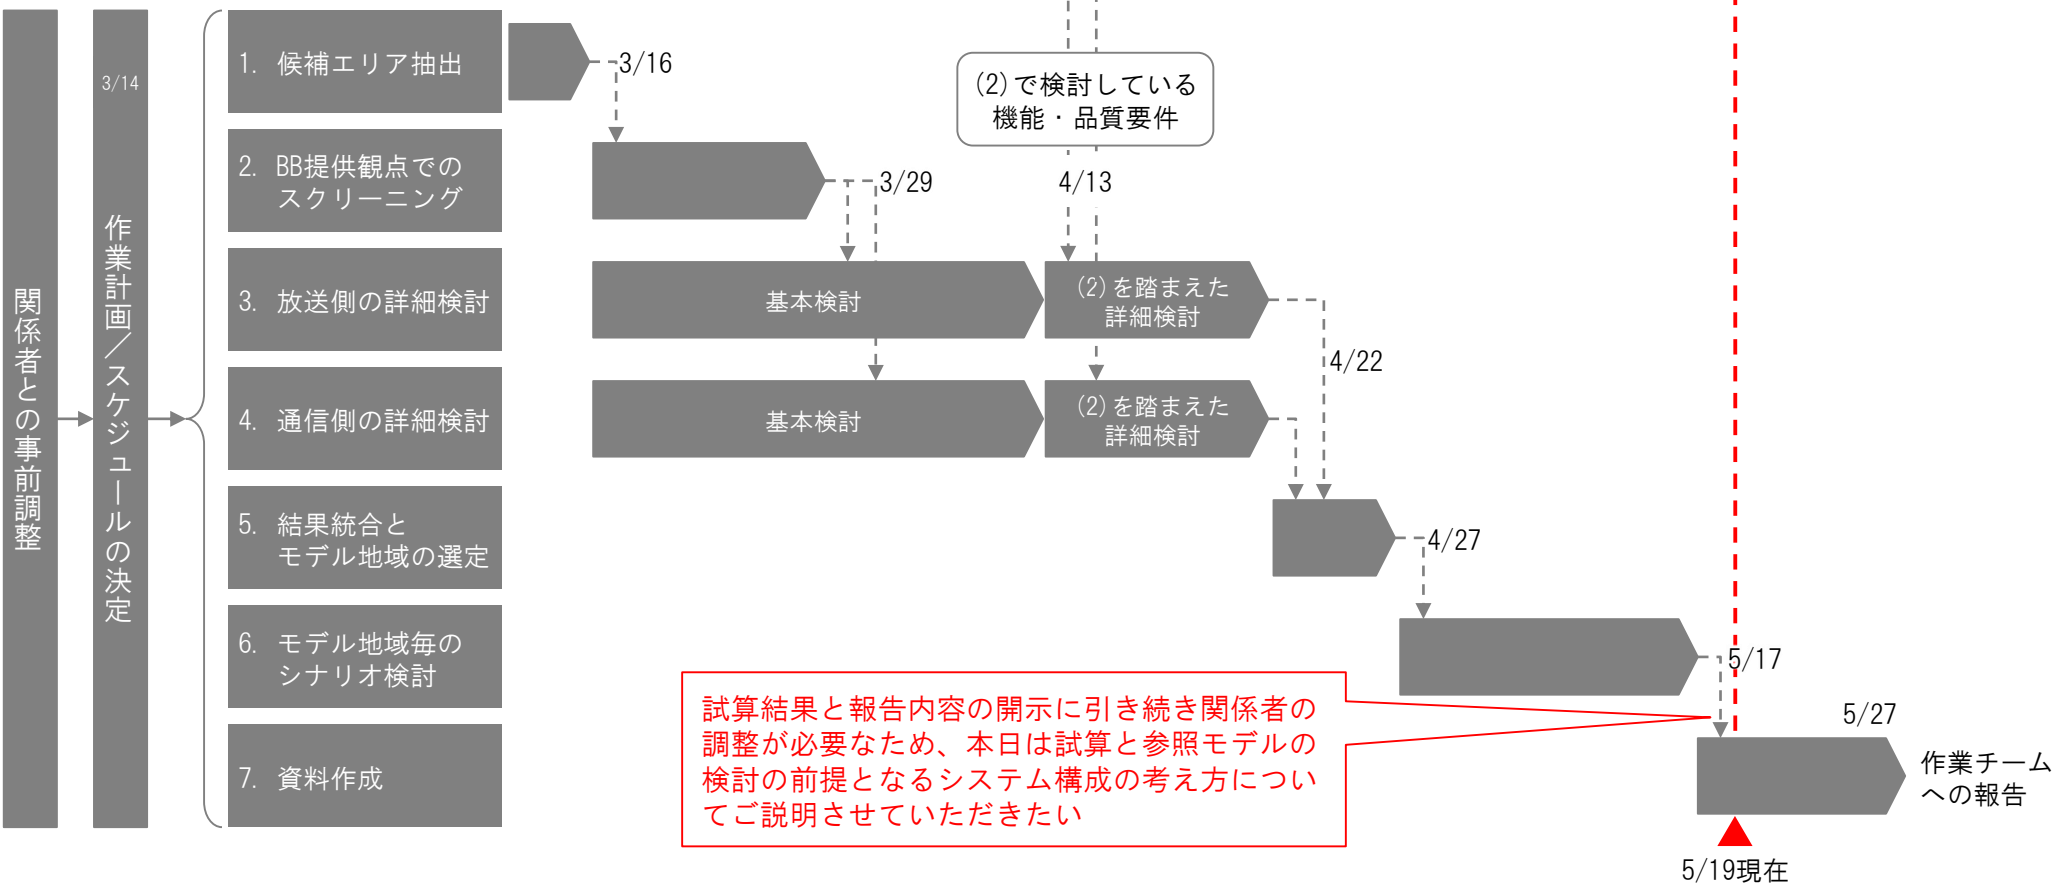 関係者との事前調整
3/14
作業計画／スケジュールの決定
1. 候補エリア抽出
3/16
(2)で検討している
機能・品質要件
2. BB提供観点での
スクリーニング
3/29
4/13
3. 放送側の詳細検討
基本検討
(2)を踏まえた
詳細検討
4/22
4. 通信側の詳細検討
基本検討
(2)を踏まえた
詳細検討
5. 結果統合と
モデル地域の選定
4/27
6. モデル地域毎の
シナリオ検討
5/17
試算結果と報告内容の開示に引き続き関係者の
調整が必要なため、本日は試算と参照モデルの
検討の前提となるシステム構成の考え方につい
てご説明させていただきたい
7. 資料作成
5/27
作業チーム
への報告
5/19現在